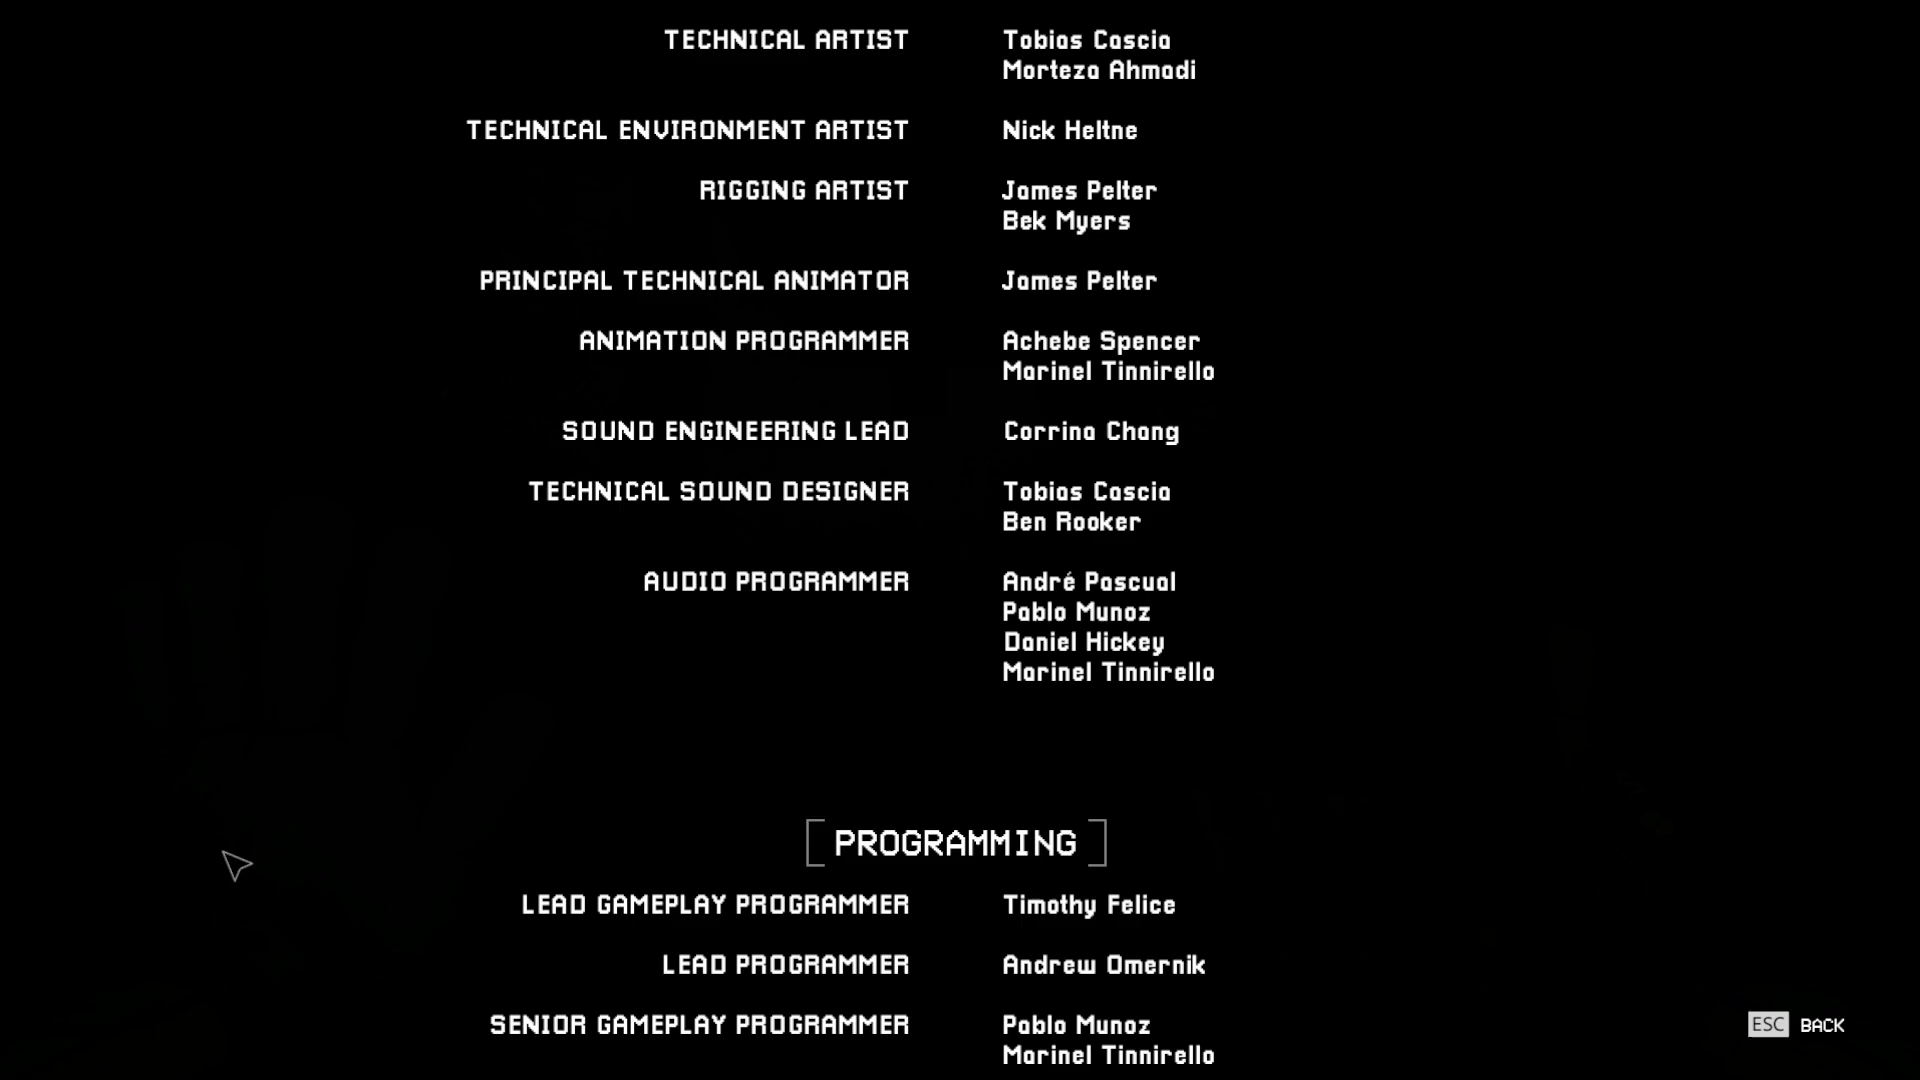 TECHNICAL ARTIST Tobias Cascia
Morteza Ahmadi
TECHNICAL ENVIRONMENT ARTIST Nick Heltne
RIGGING ARTIST James Pelter
Bek Myers
PRINCIPAL TECHNICAL ANIMATOR James Pelter
ANIMATION PROGRAMMER Achebe Spencer
Marinel Tinnirello
SOUND ENGINEERING LEAD Corrina Chang
TECHNICAL SOUND DESIGNER Tobias Cascia
Ben Rooker
AUDIO PROGRAMMER André Pascual
Pablo Munoz
Daniel Hickey
Marinel Tinnirello
PROGRAMMING
LEAD GAMEPLAY PROGRAMMER Timothy Felice
LEAD PROGRAMMER Andrew Omernik
SENIOR GAMEPLAY PROGRAMMER Pablo Munoz
Marinel Tinnirello
ESC BACK